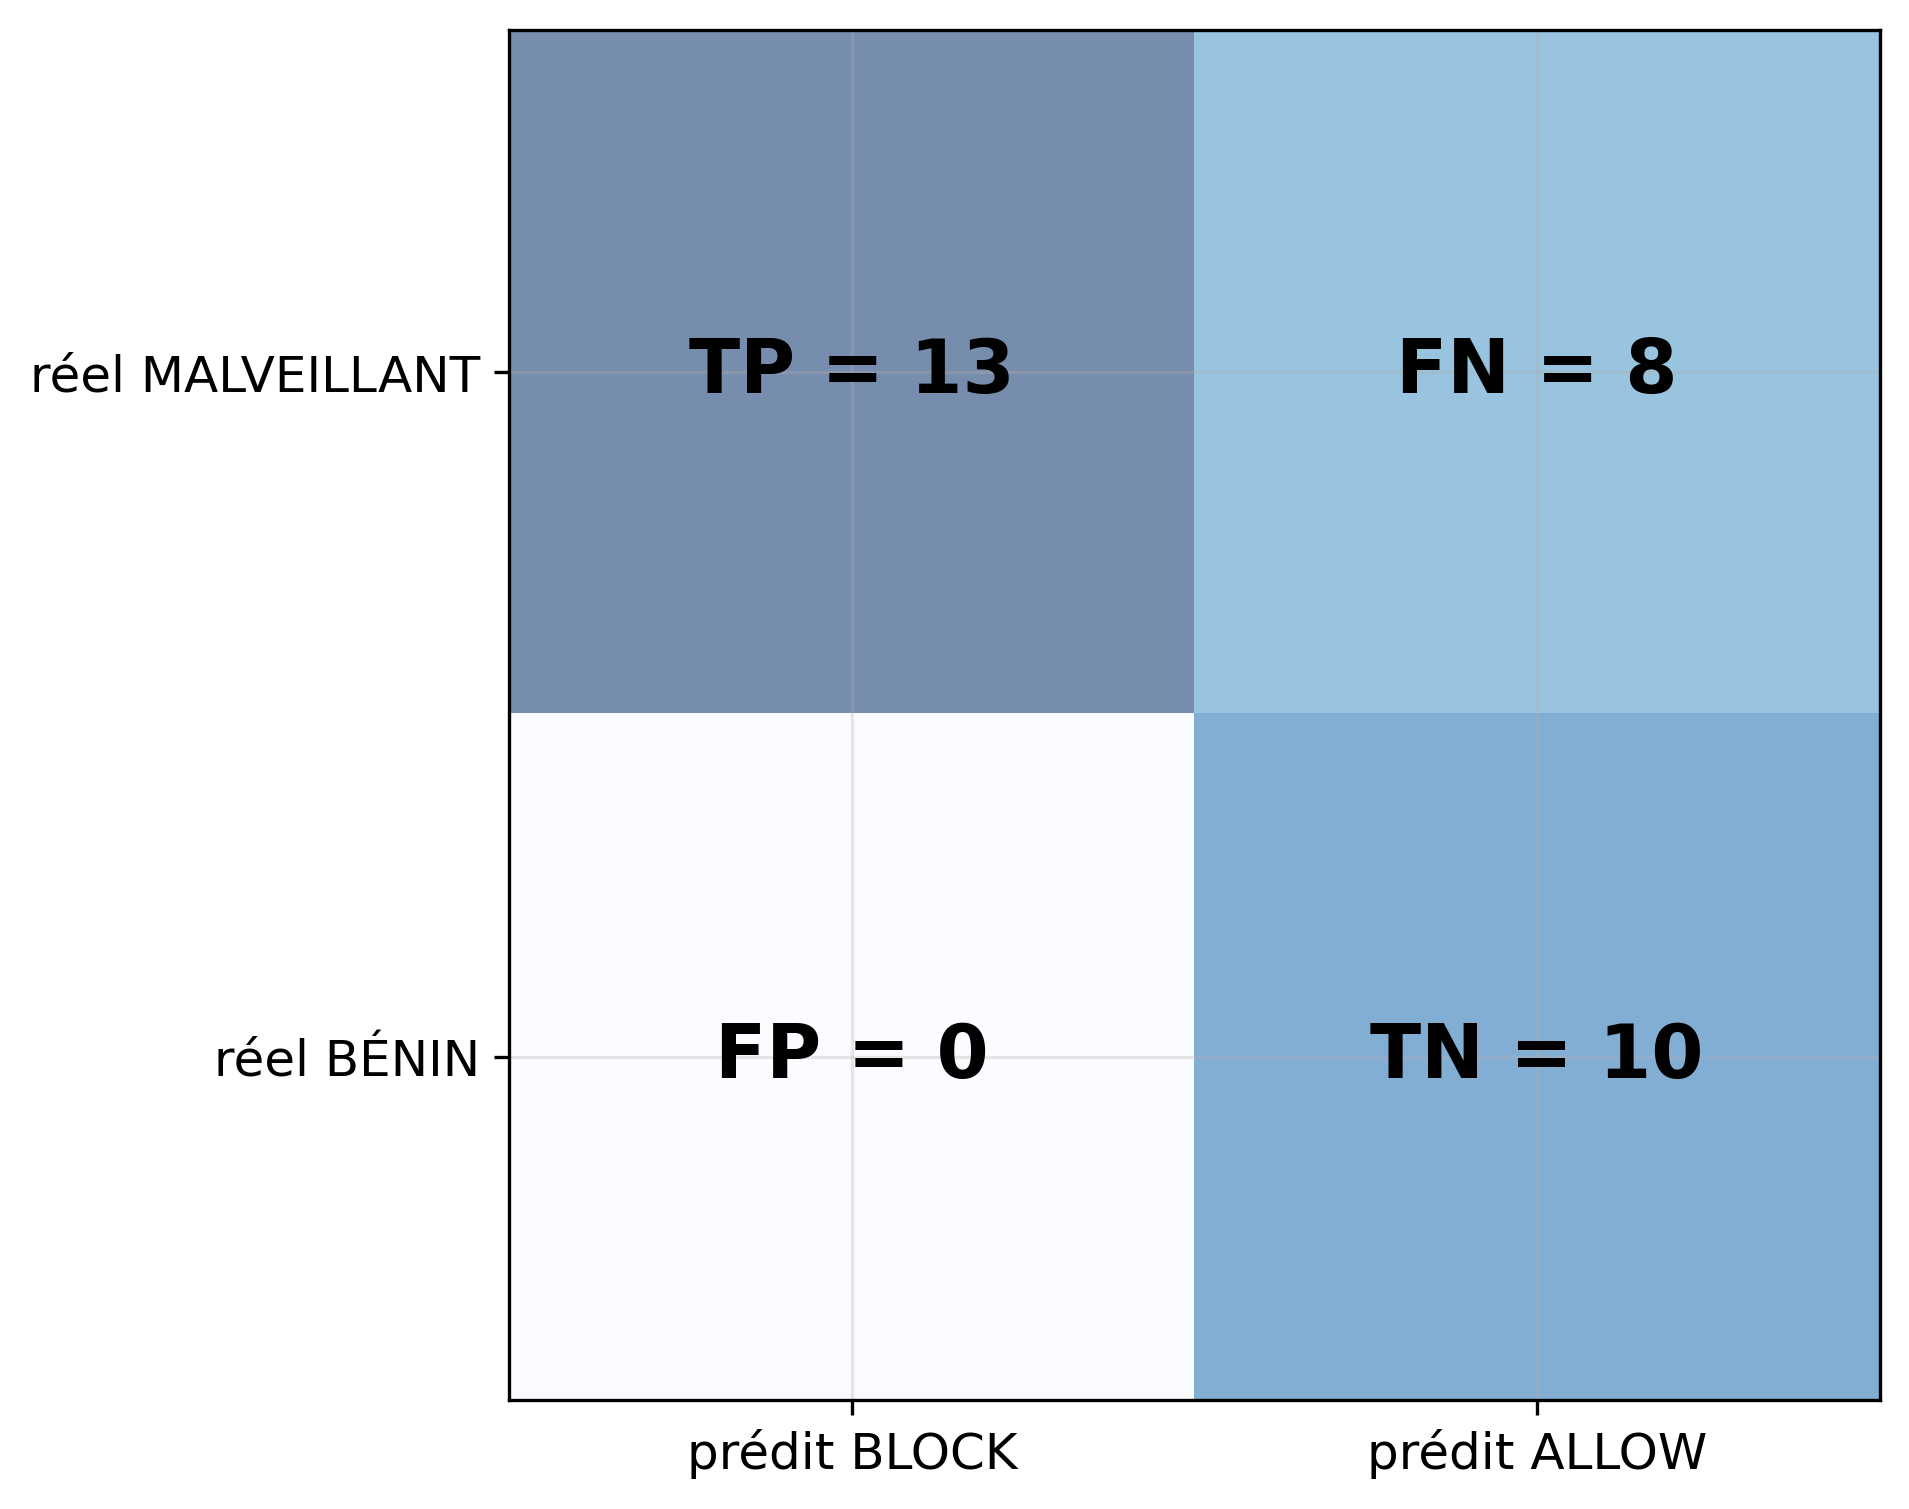 réel MALVEILLANT
TP = 13
FN = 8
réel BÉNIN
FP = 0
TN = 10
prédit BLOCK
prédit ALLOW